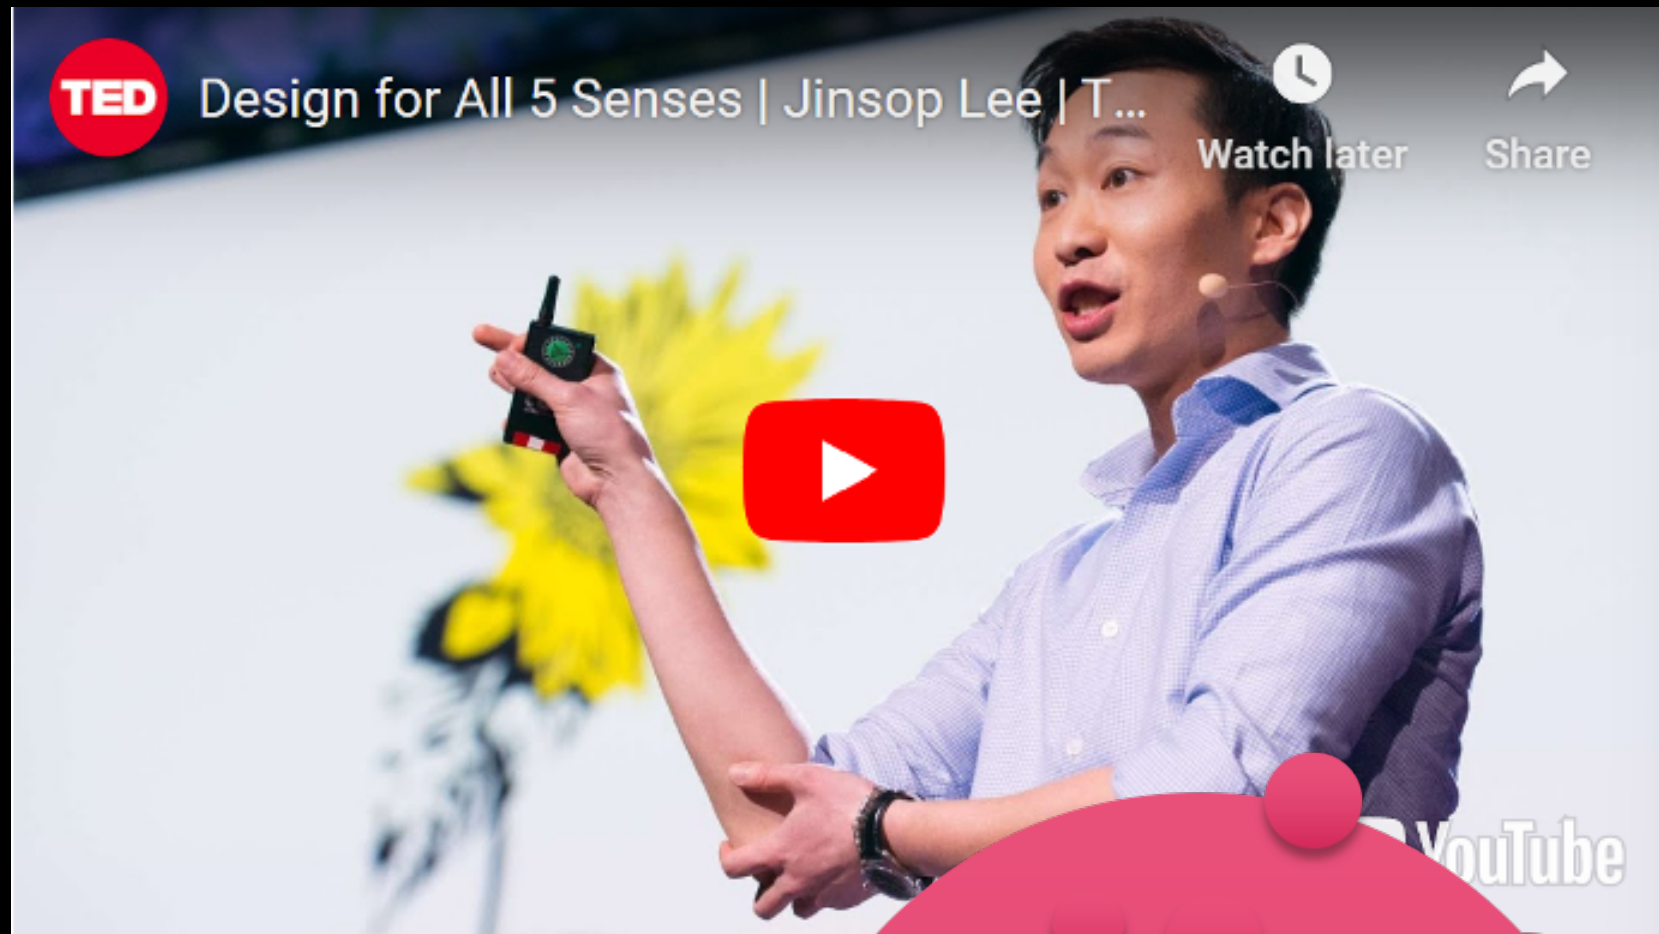 TED
Design for All 5 Senses | Jinsop Lee | T...
Watch later
Share
YouTube